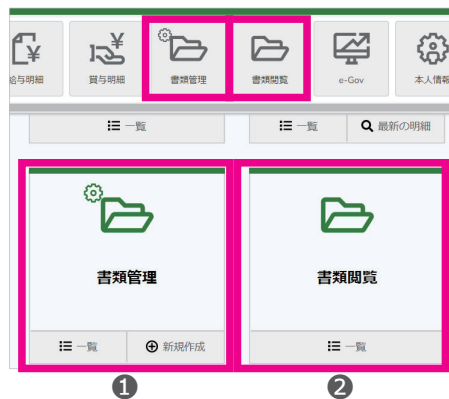 給与明細 賞与明細 書類管理 書類閲覧 e-Gov 本人情報
一覧 一覧 最新の明細
書類管理 書類閲覧
一覧 新規作成 一覧
❶ ❷